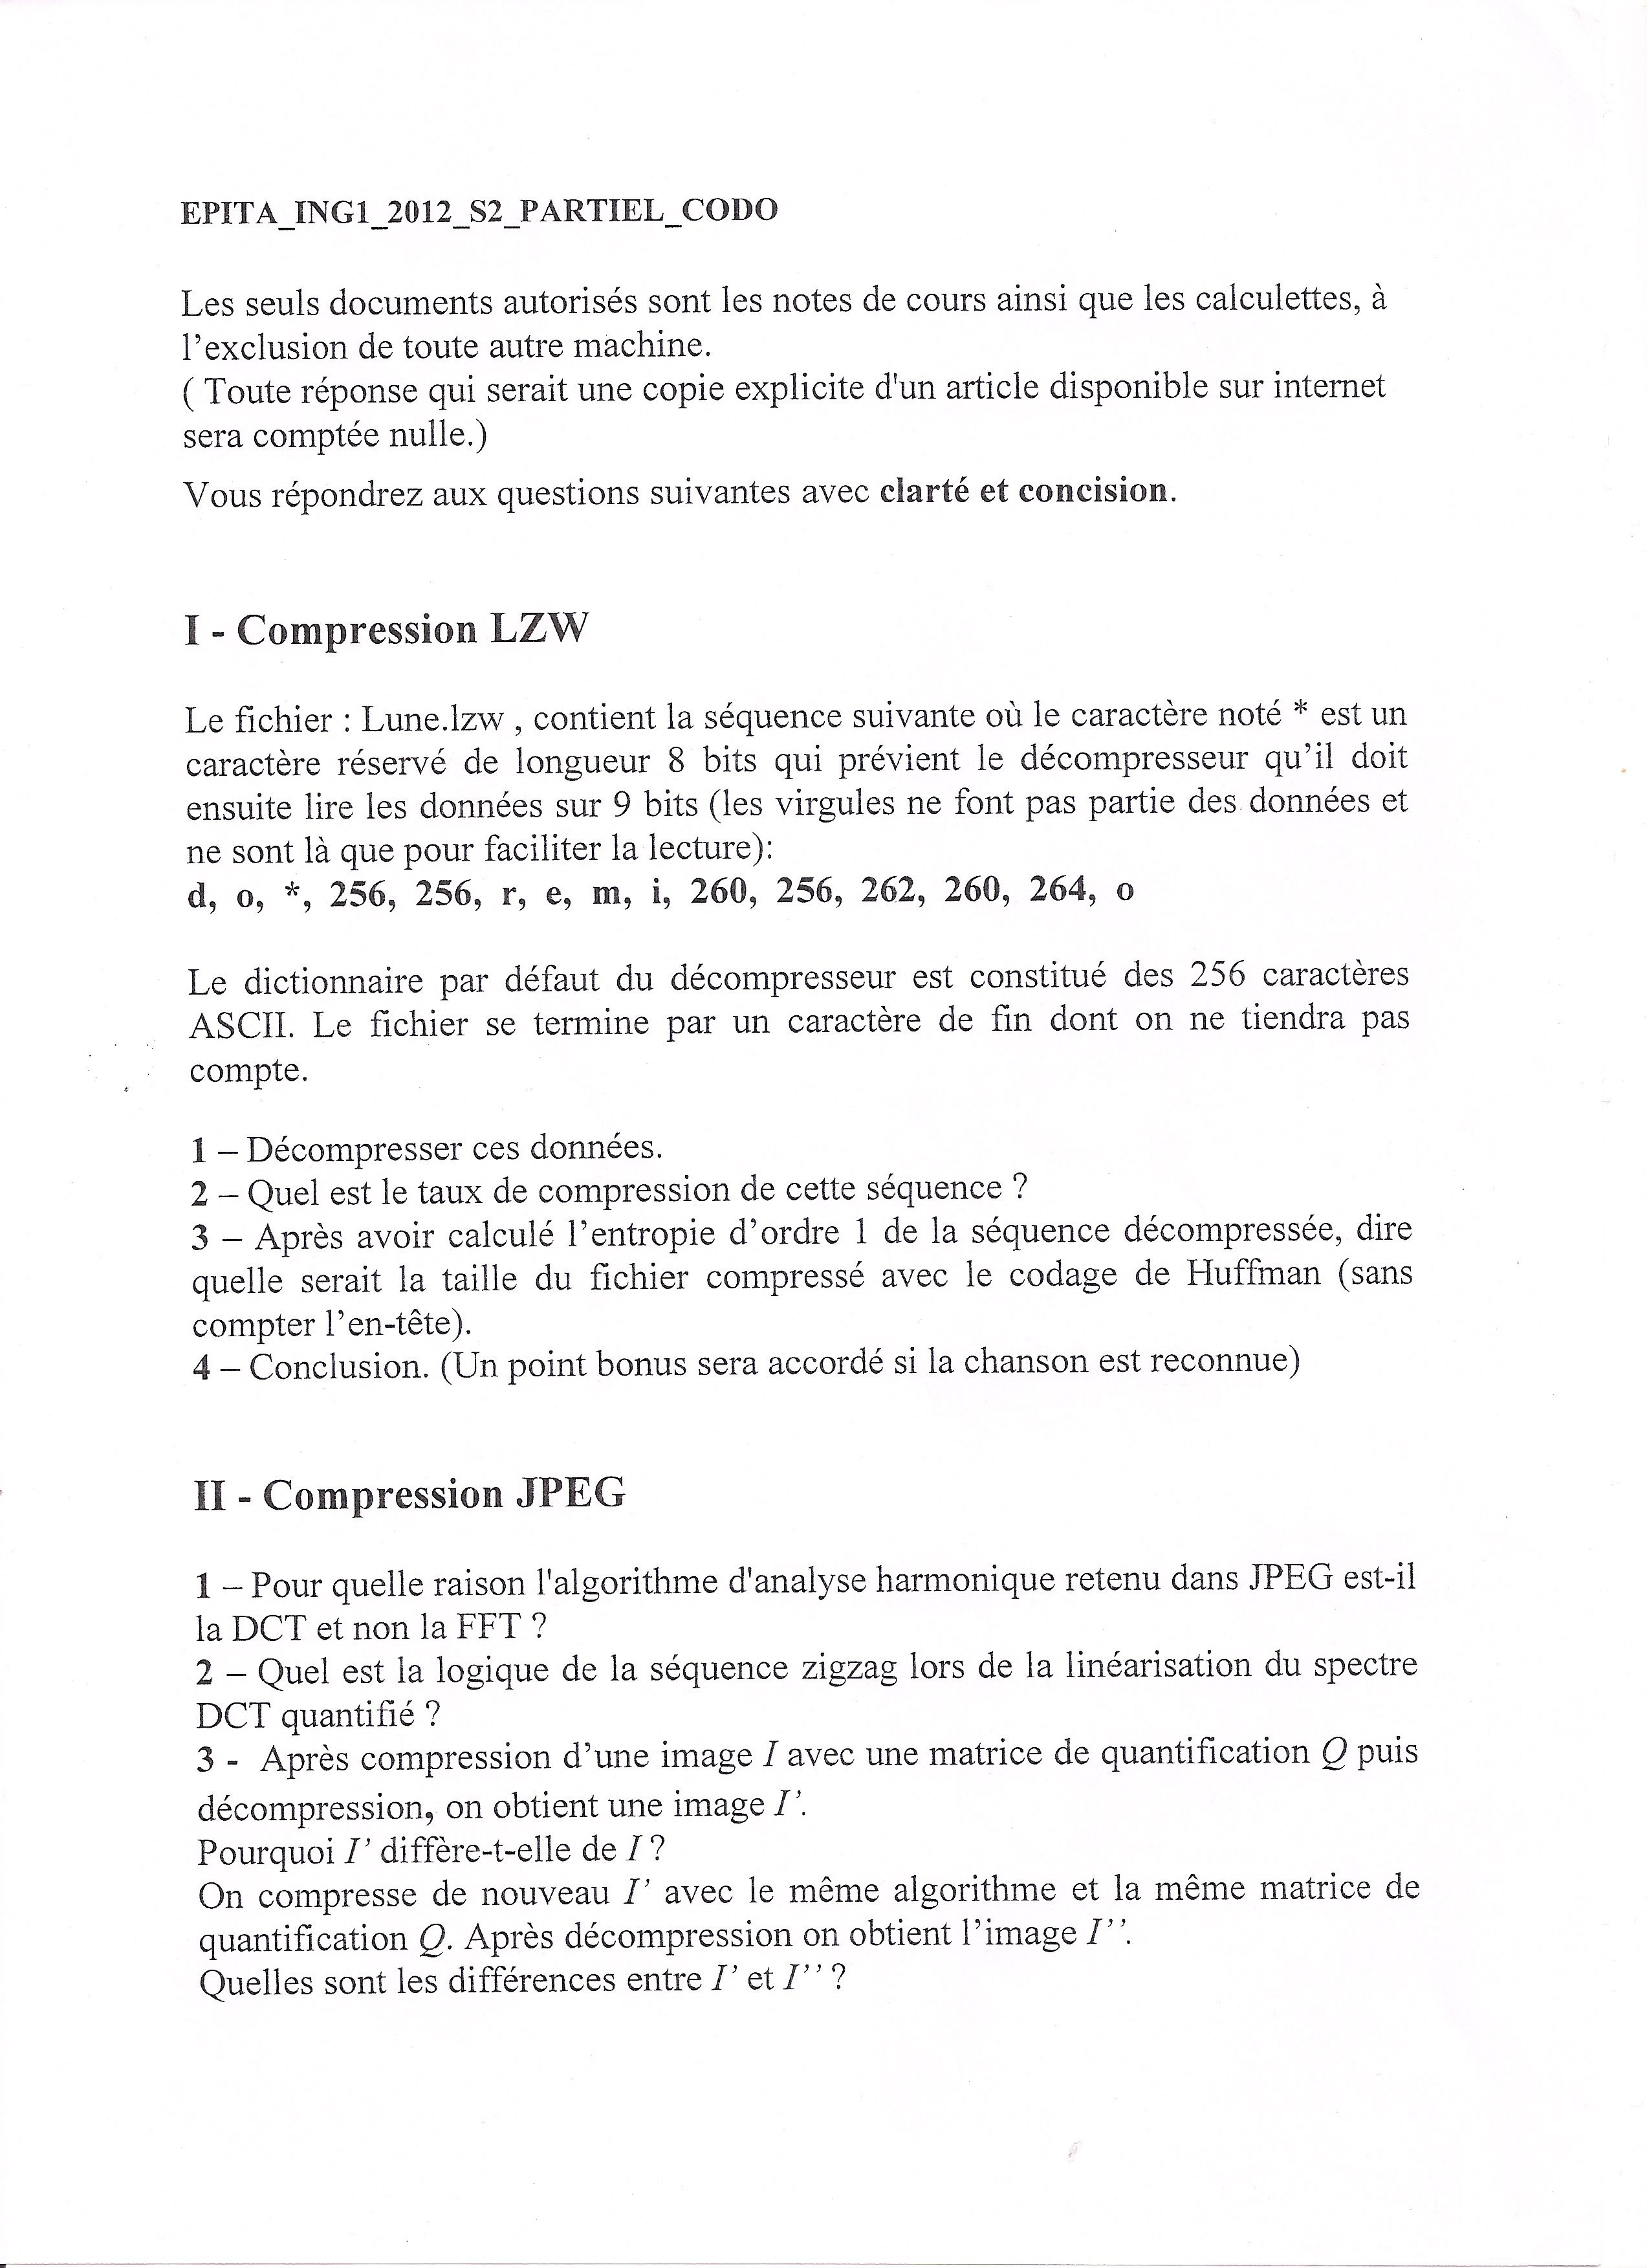 EPITA_ING1_2012_S2_PARTIEL_CODO
Les seuls documents autorisés sont les notes de cours ainsi que les calculettes, à
l'exclusion de toute autre machine.
( Toute réponse qui serait une copie explicite d'un article disponible sur internet
sera comptée nulle.)
Vous répondrez aux questions suivantes avec clarté et concision.
I - Compression LZW
Le fichier : Lune.lzw , contient la séquence suivante où le caractère noté * est un
caractère réservé de longueur 8 bits qui prévient le décompresseur qu'il doit
ensuite lire les données sur 9 bits (les virgules ne font pas partie des données et
ne sont là que pour faciliter la lecture):
d, o, *, 256, 256, r, e, m, i, 260, 256, 262, 260, 264, o
Le dictionnaire par défaut du décompresseur est constitué des 256 caractères
ASCII. Le fichier se termine par un caractère de fin dont on ne tiendra pas
compte.
1 – Décompresser ces données.
2 – Quel est le taux de compression de cette séquence ?
3 – Après avoir calculé l'entropie d'ordre 1 de la séquence décompressée, dire
quelle serait la taille du fichier compressé avec le codage de Huffman (sans
compter l'en-tête).
4 – Conclusion. (Un point bonus sera accordé si la chanson est reconnue)
II - Compression JPEG
1 – Pour quelle raison l'algorithme d'analyse harmonique retenu dans JPEG est-il
la DCT et non la FFT ?
2 – Quel est la logique de la séquence zigzag lors de la linéarisation du spectre
DCT quantifié ?
3 - Après compression d'une image I avec une matrice de quantification Q puis
décompression, on obtient une image I'.
Pourquoi I' diffère-t-elle de I ?
On compresse de nouveau I' avec le même algorithme et la même matrice de
quantification Q. Après décompression on obtient l'image I''.
Quelles sont les différences entre I' et I'' ?